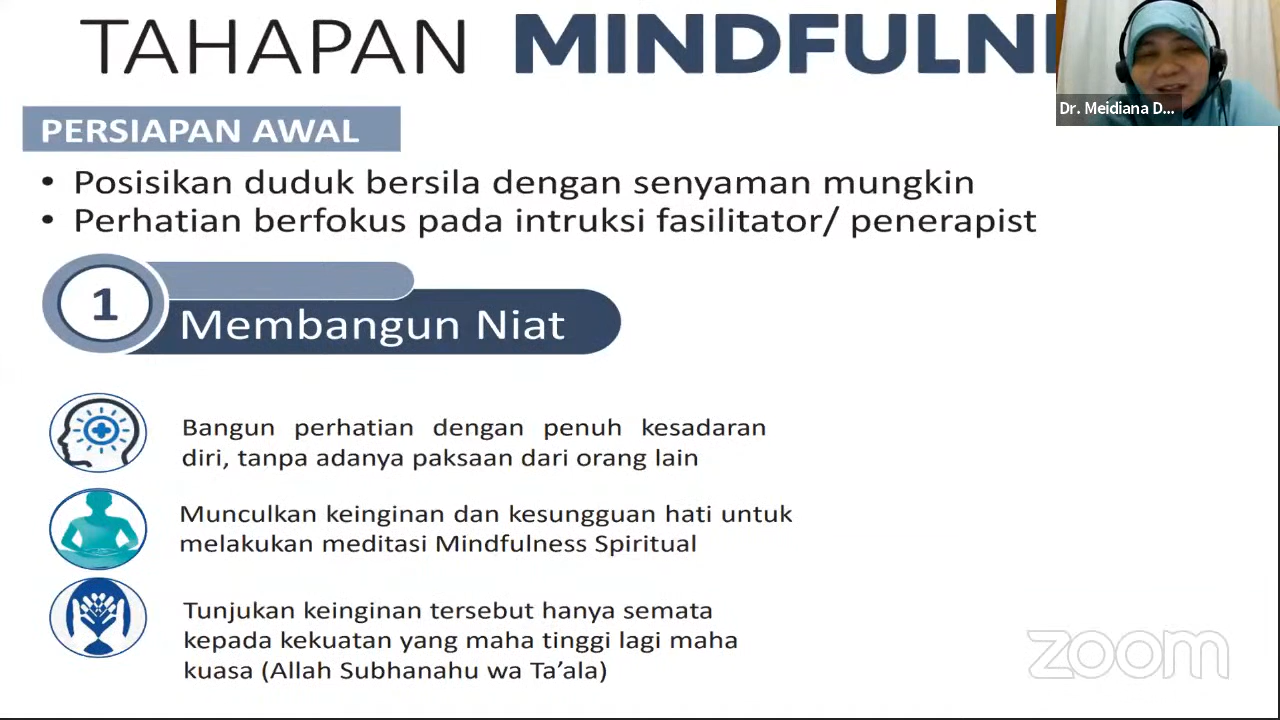 TAHAPAN MINDFULN
Dr. Meidiana D...
PERSIAPAN AWAL
• Posisikan duduk bersila dengan senyaman mungkin
• Perhatian berfokus pada intruksi fasilitator/ penerapist
1
Membangun Niat
Bangun perhatian dengan penuh kesadaran
diri, tanpa adanya paksaan dari orang lain
Munculkan keinginan dan kesungguan hati untuk
melakukan meditasi Mindfulness Spiritual
Tunjukan keinginan tersebut hanya semata
kepada kekuatan yang maha tinggi lagi maha
kuasa (Allah Subhanahu wa Ta’ala)
zoom